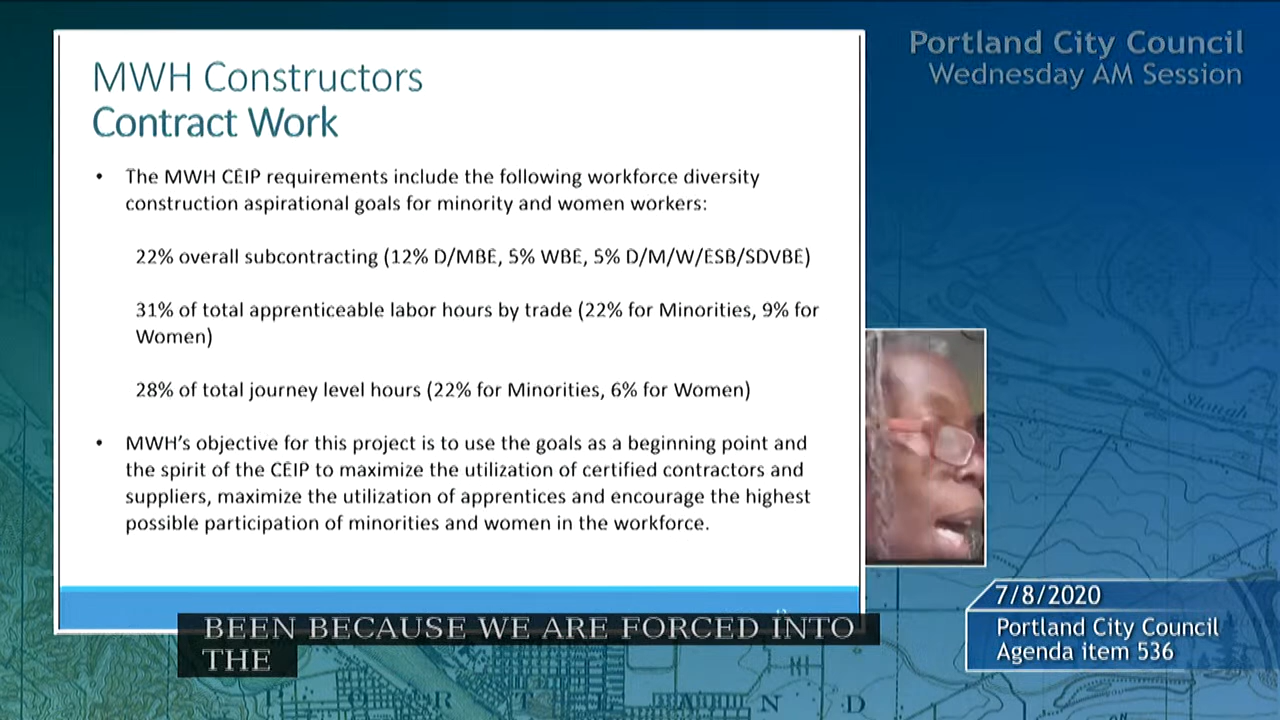 Portland City Council
Wednesday AM Session
MWH Constructors
Contract Work
• The MWH CEIP requirements include the following workforce diversity
construction aspirational goals for minority and women workers:
22% overall subcontracting (12% D/MBE, 5% WBE, 5% D/M/W/ESB/SDVBE)
31% of total apprenticeable labor hours by trade (22% for Minorities, 9% for
Women)
28% of total journey level hours (22% for Minorities, 6% for Women)
• MWH's objective for this project is to use the goals as a beginning point and
the spirit of the CEIP to maximize the utilization of certified contractors and
suppliers, maximize the utilization of apprentices and encourage the highest
possible participation of minorities and women in the workforce.
Slough
BEEN BECAUSE WE ARE FORCED INTO
THE
7/8/2020
Portland City Council
Agenda item 536
O R T L A N D